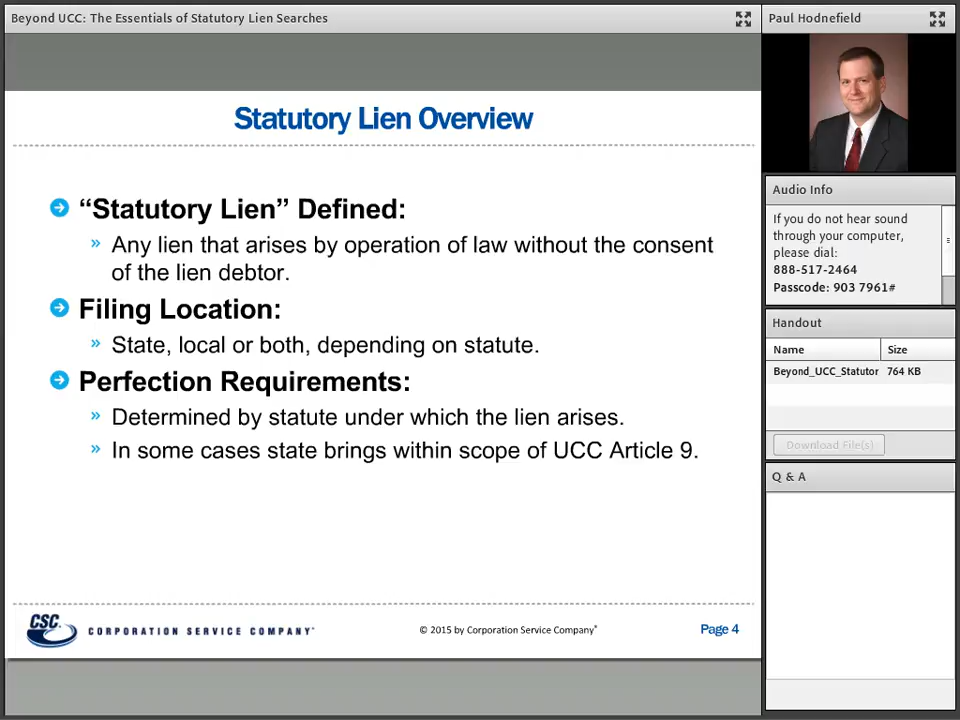 Beyond UCC: The Essentials of Statutory Lien Searches
Statutory Lien Overview
“Statutory Lien” Defined:
» Any lien that arises by operation of law without the consent
of the lien debtor.
Filing Location:
» State, local or both, depending on statute.
Perfection Requirements:
» Determined by statute under which the lien arises.
» In some cases state brings within scope of UCC Article 9.
CSC.
CORPORATION SERVICE COMPANY®
© 2015 by Corporation Service Company®
Page 4
Paul Hodnefield
Audio Info
If you do not hear sound
through your computer,
please dial:
888-517-2464
Passcode: 903 7961#
Handout
Name Size
Beyond_UCC_Statutor 764 KB
Download File(s)
Q & A